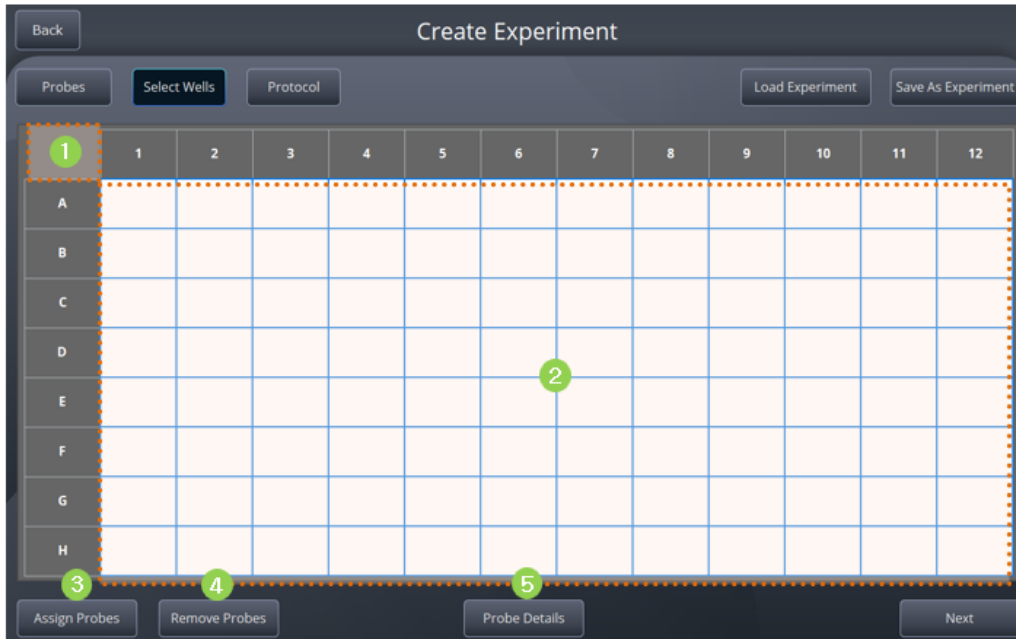 Back
Create Experiment
Probes
Select Wells
Protocol
Load Experiment
Save As Experiment
1
1 2 3 4 5 6 7 8 9 10 11 12
A
B
C
D
2
E
F
G
H
3 4 5
Assign Probes
Remove Probes
Probe Details
Next